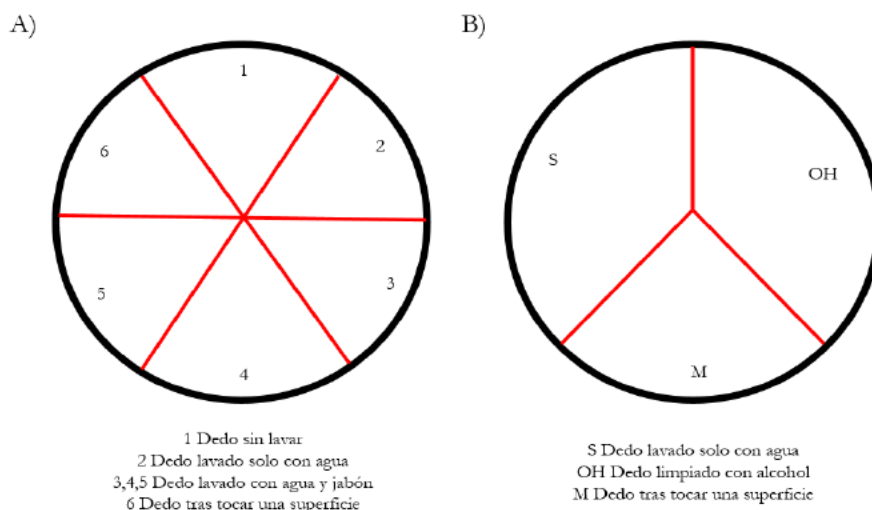 A)
1
2
3
4
5
6
1 Dedo sin lavar
2 Dedo lavado solo con agua
3,4,5 Dedo lavado con agua y jabón
6 Dedo tras tocar una superficie
B)
S
OH
M
S Dedo lavado solo con agua
OH Dedo limpiado con alcohol
M Dedo tras tocar una superficie